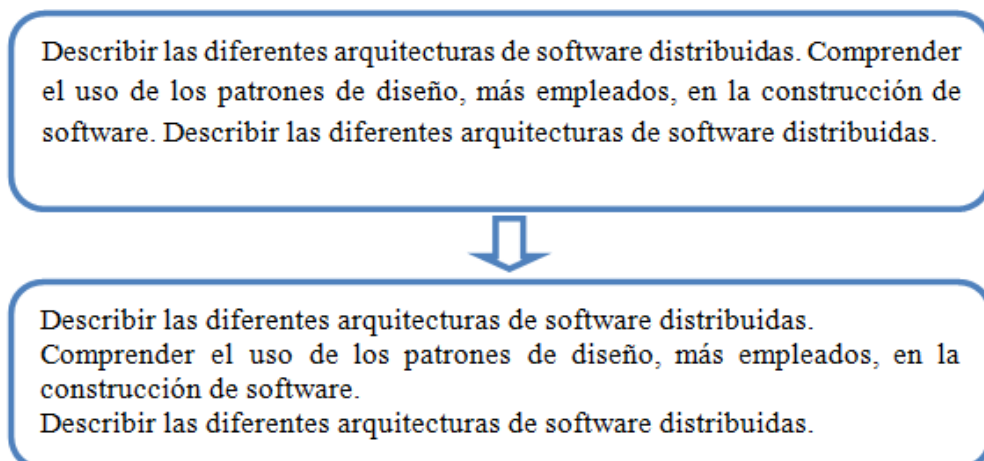 Describir las diferentes arquitecturas de software distribuidas. Comprender
el uso de los patrones de diseño, más empleados, en la construcción de
software. Describir las diferentes arquitecturas de software distribuidas.
Describir las diferentes arquitecturas de software distribuidas.
Comprender el uso de los patrones de diseño, más empleados, en la
construcción de software.
Describir las diferentes arquitecturas de software distribuidas.